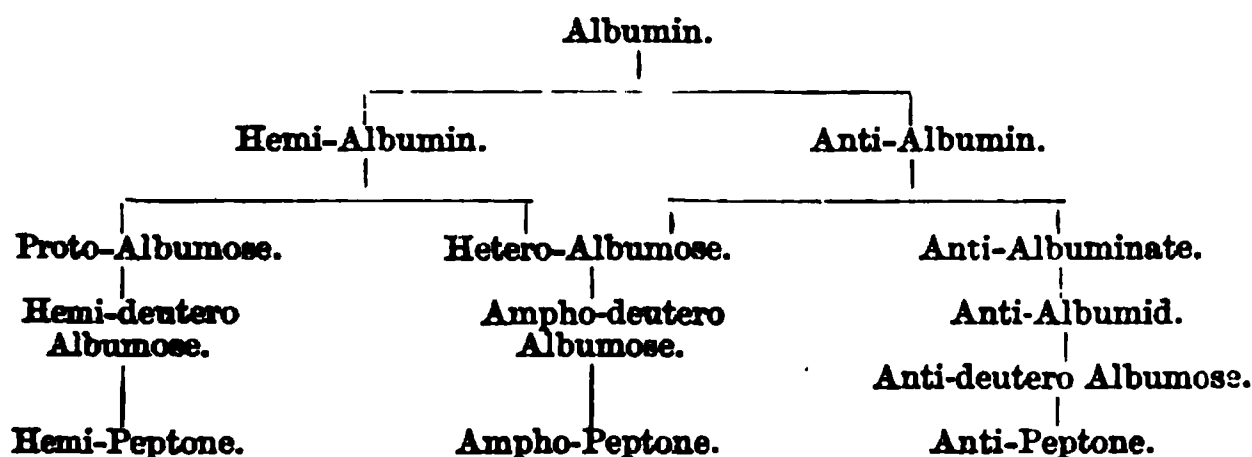 Albumin.
Hemi-Albumin. Anti-Albumin.
Proto-Albumose. Hetero-Albumose. Anti-Albuminate.
Hemi-deutero Ampho-deutero Anti-Albumid.
Albumose. Albumose.
Anti-deutero Albumose.
Hemi-Peptone. Ampho-Peptone. Anti-Peptone.